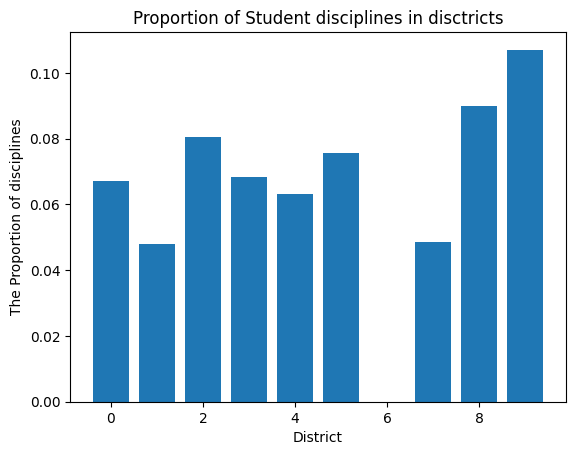 Proportion of Student disciplines in disctricts
The Proportion of disciplines
0.10
0.08
0.06
0.04
0.02
0.00
0 2 4 6 8
District